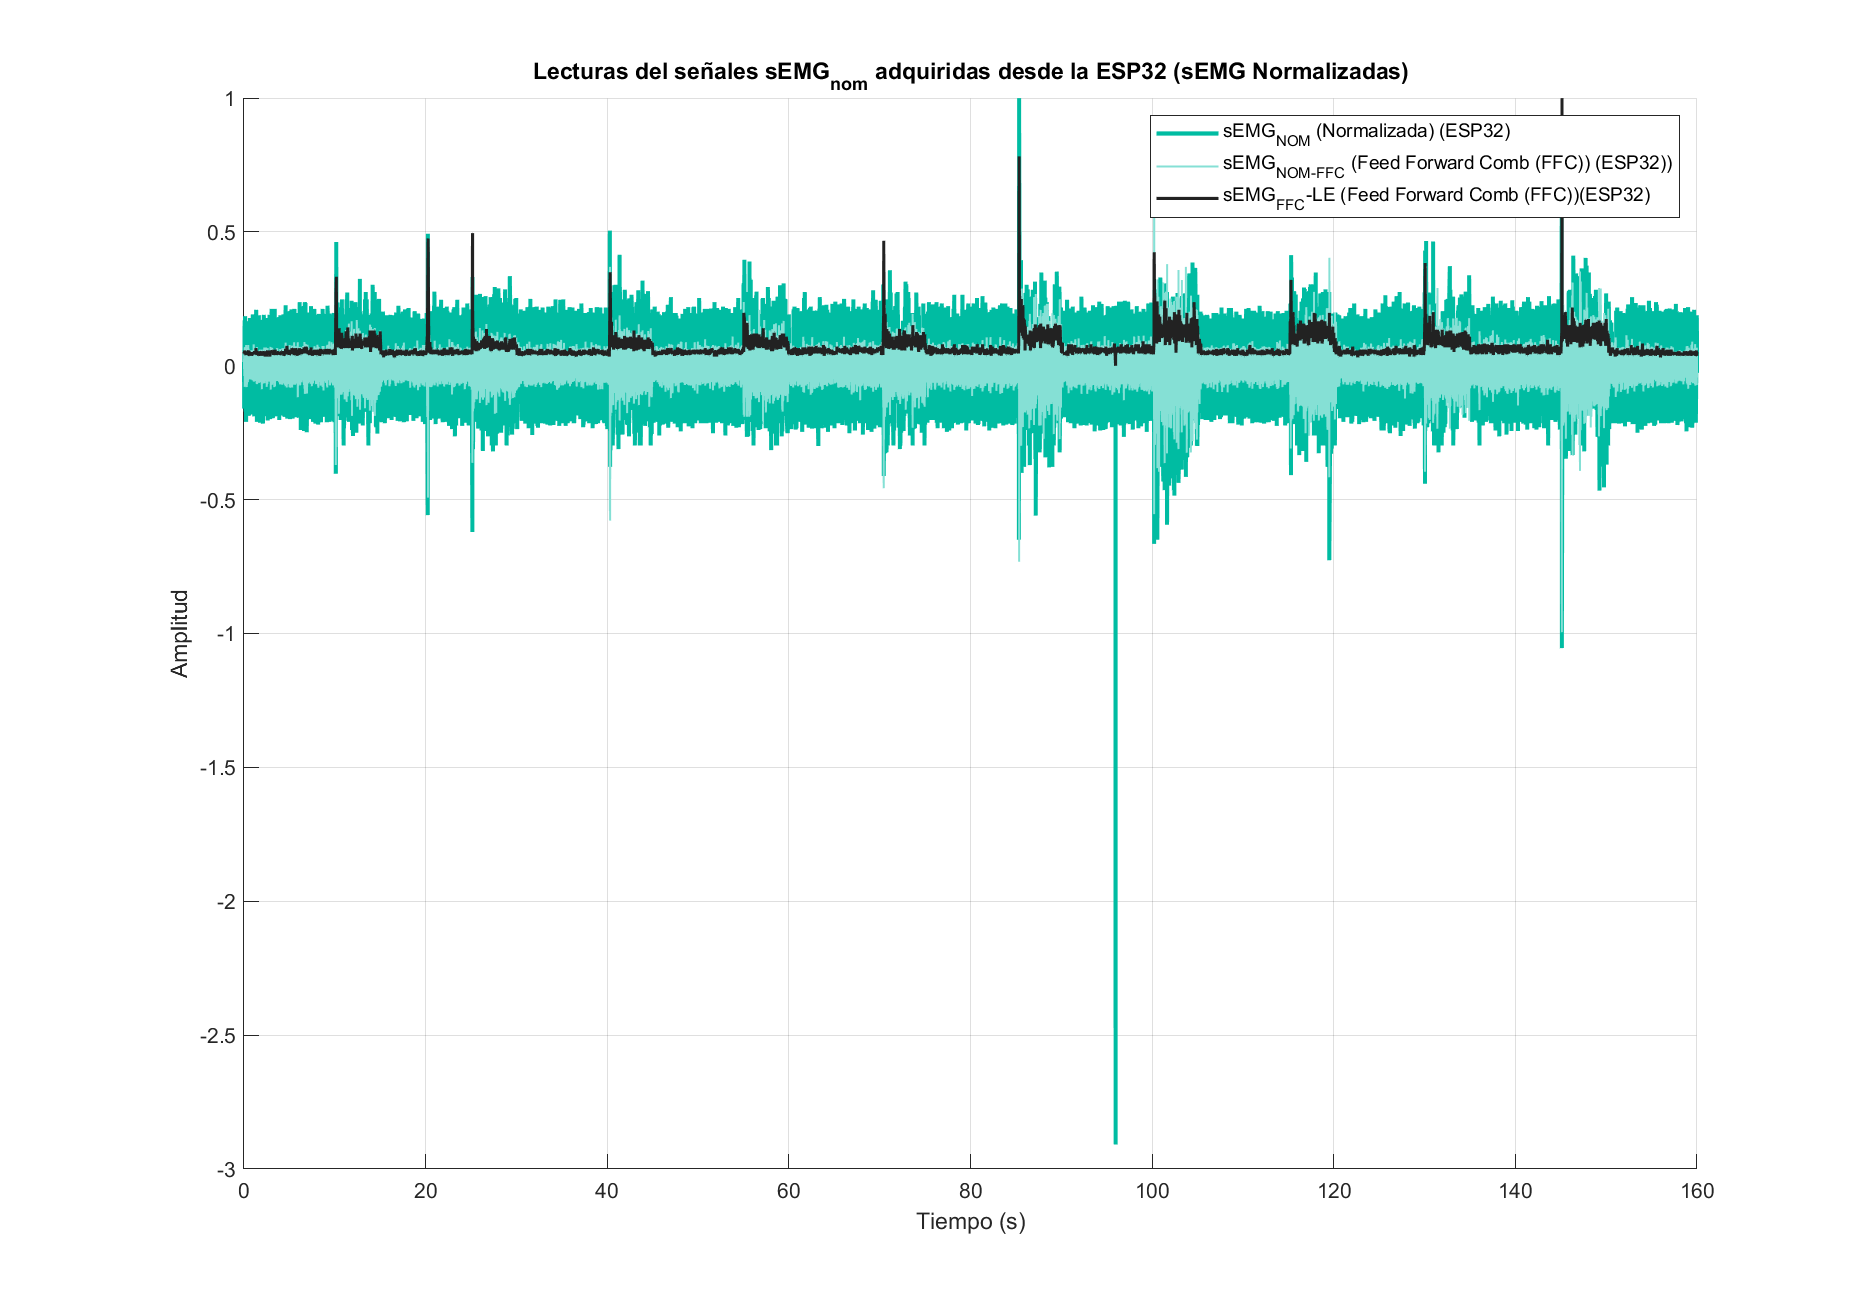 Lecturas del señales sEMGnom adquiridas desde la ESP32 (sEMG Normalizadas)
sEMGNOM (Normalizada) (ESP32)
sEMGNOM-FFC (Feed Forward Comb (FFC)) (ESP32))
sEMGFFC-LE (Feed Forward Comb (FFC))(ESP32)
Amplitud
1
0.5
0
-0.5
-1
-1.5
-2
-2.5
-3
0 20 40 60 80 100 120 140 160
Tiempo (s)